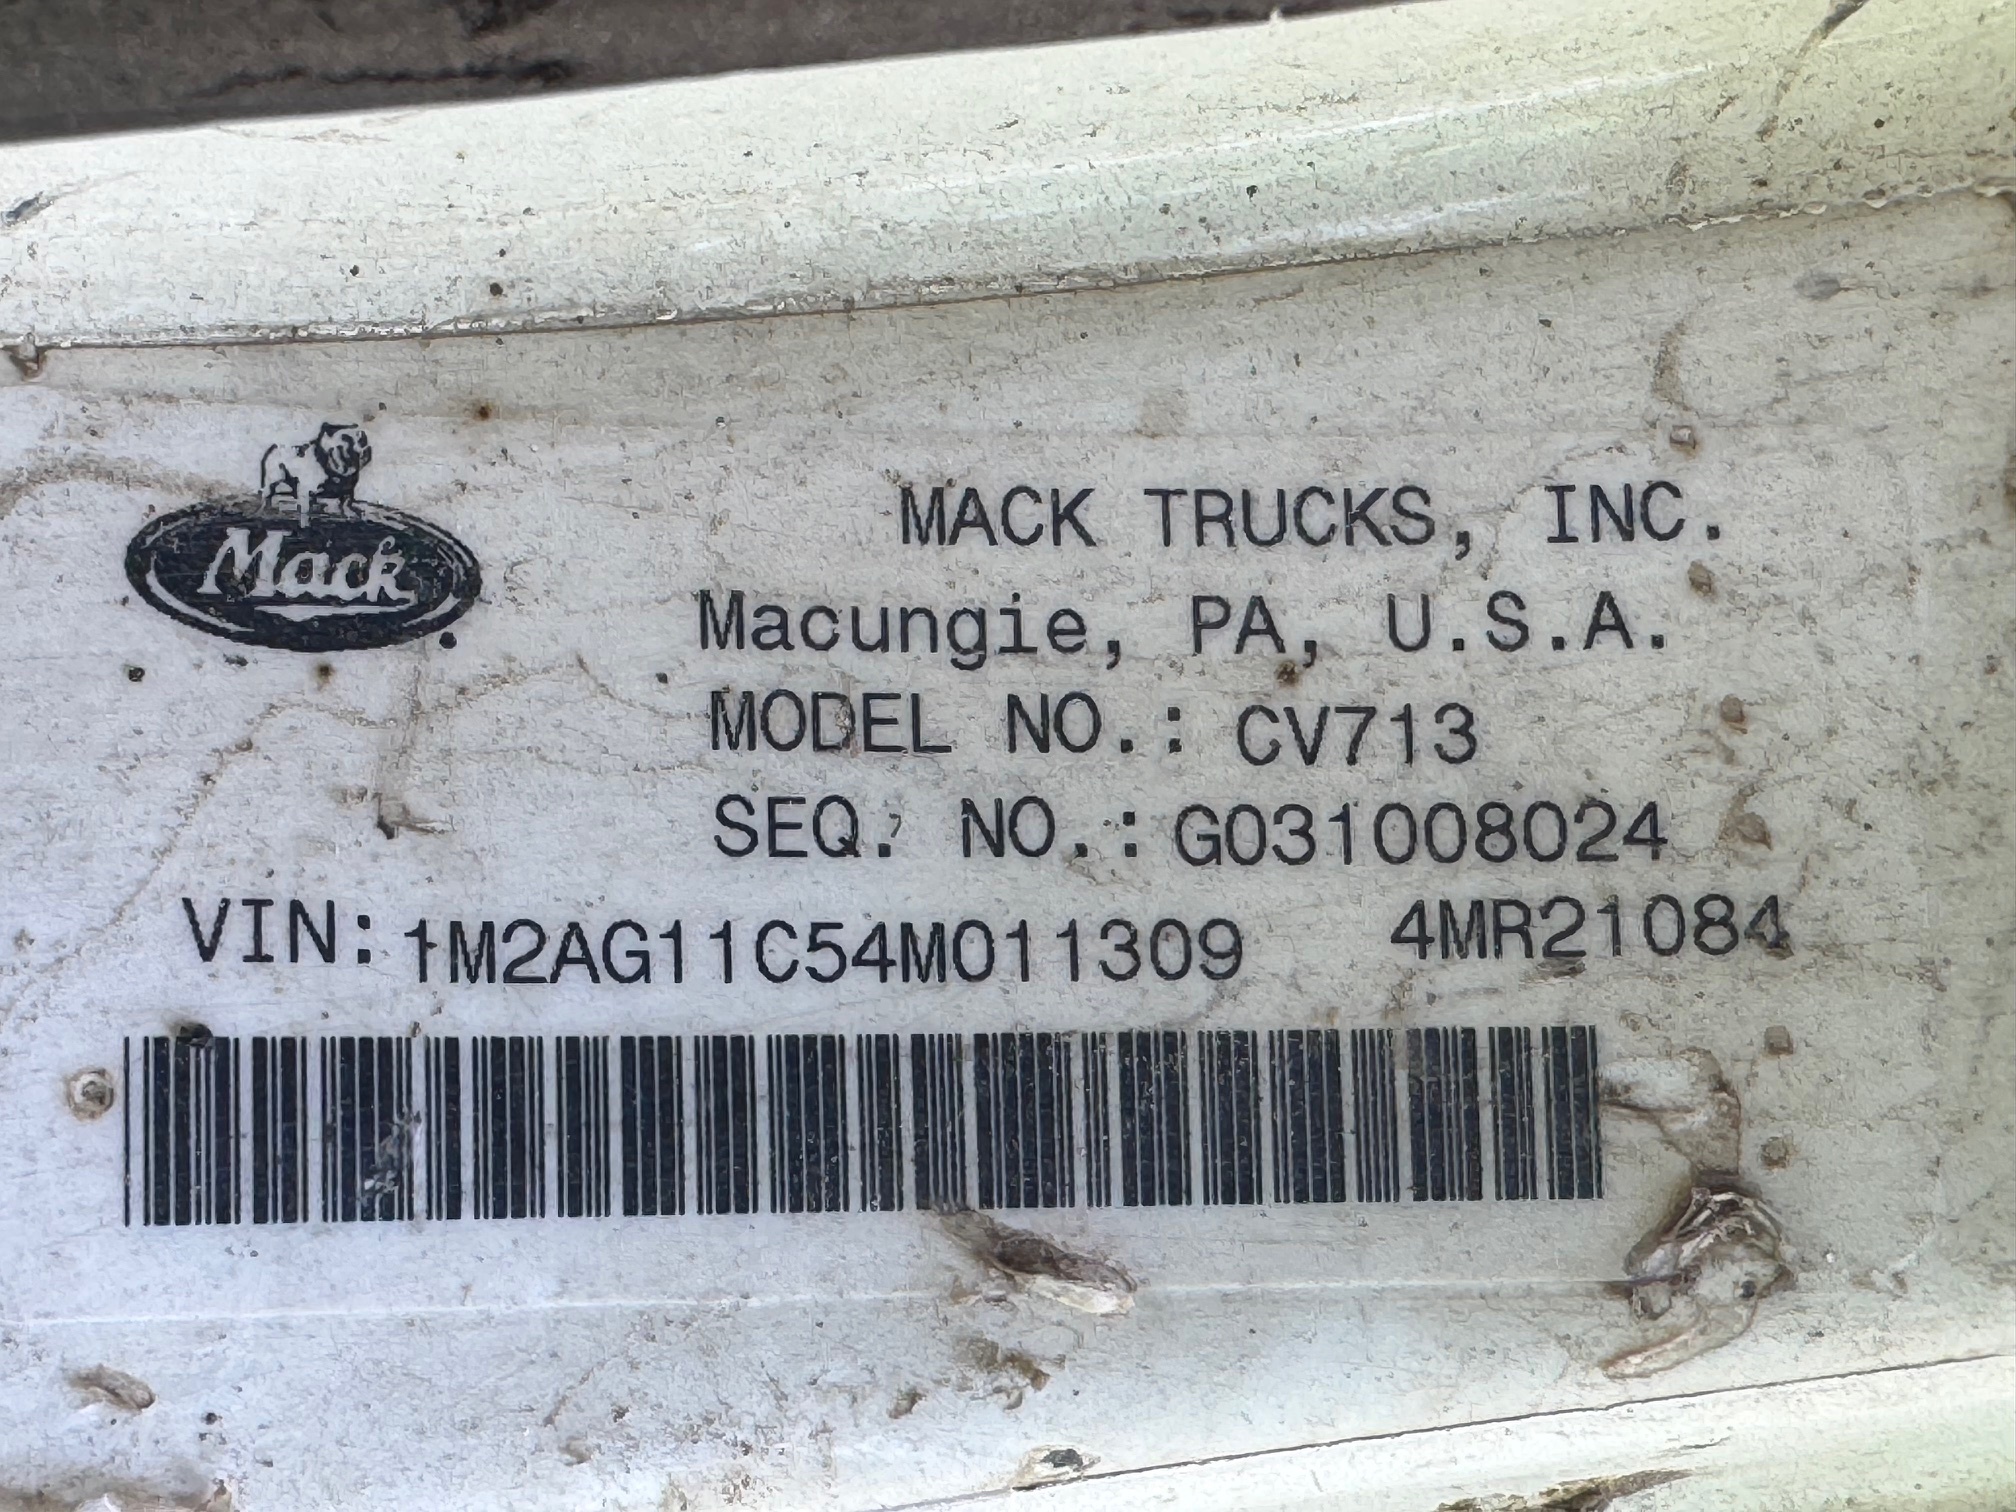 Mack
MACK TRUCKS, INC.
Macungie, PA, U.S.A.
MODEL NO.: CV713
SEQ. NO.: G031008024
VIN: 1M2AG11C54M011309 4MR21084